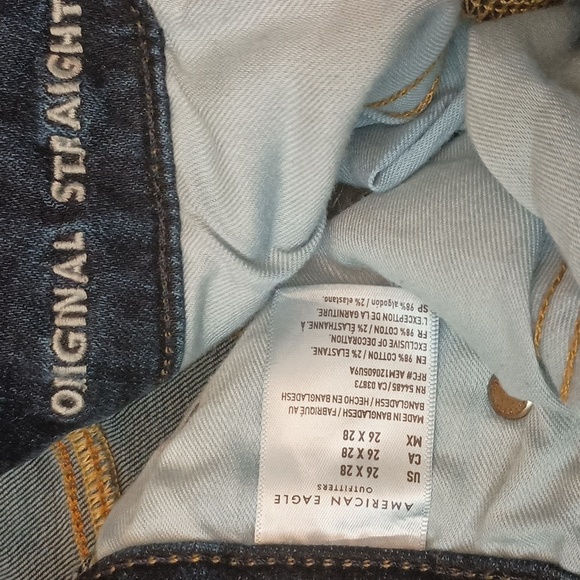 ORIGINAL STRAIGHT
AMERICAN EAGLE
OUTFITTERS
US 26 X 28
CA 26 X 28
MX 26 X 28
MADE IN BANGLADESH / FABRIQUÉ AU
BANGLADESH / HECHO EN BANGLADESH
RN 54485 / CA 03873
RFC# AEM120605UYA
EN 98% COTTON / 2% ELASTANE.
EXCLUSIVE OF DECORATION.
FR 98% COTON / 2% ÉLASTHANNE À
L'EXCEPTION DE LA GARNITURE.
SP 98% algodón / 2% elastano.